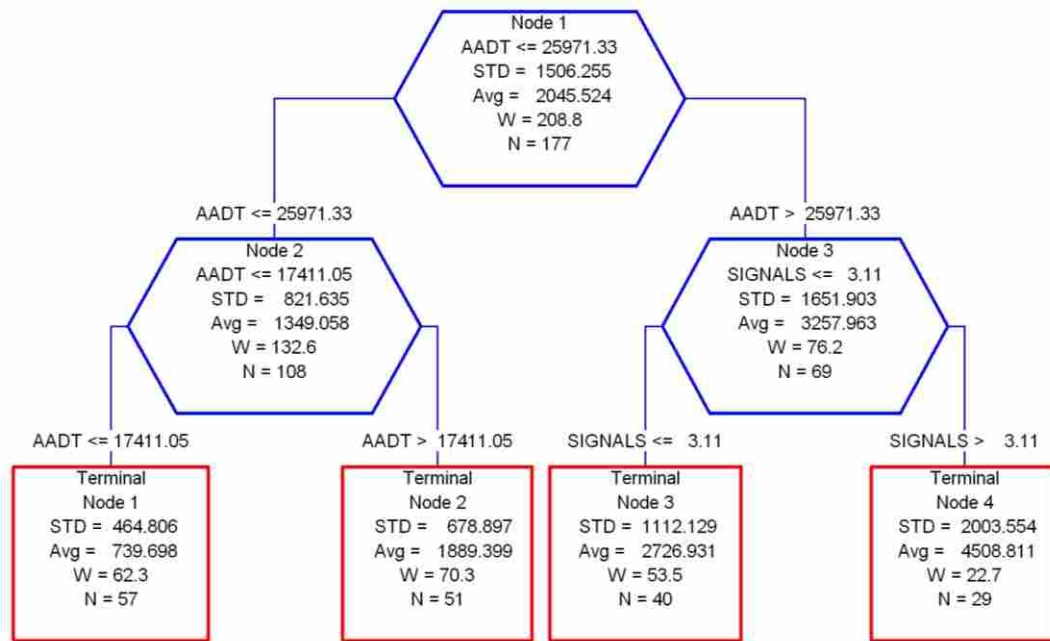 Node 1
AADT <= 25971.33
STD = 1506.255
Avg = 2045.524
W = 208.8
N = 177
AADT <= 25971.33
AADT > 25971.33
Node 2
AADT <= 17411.05
STD = 821.635
Avg = 1349.058
W = 132.6
N = 108
Node 3
SIGNALS <= 3.11
STD = 1651.903
Avg = 3257.963
W = 76.2
N = 69
AADT <= 17411.05
AADT > 17411.05
SIGNALS <= 3.11
SIGNALS > 3.11
Terminal
Node 1
STD = 464.806
Avg = 739.698
W = 62.3
N = 57
Terminal
Node 2
STD = 678.897
Avg = 1889.399
W = 70.3
N = 51
Terminal
Node 3
STD = 1112.129
Avg = 2726.931
W = 53.5
N = 40
Terminal
Node 4
STD = 2003.554
Avg = 4508.811
W = 22.7
N = 29